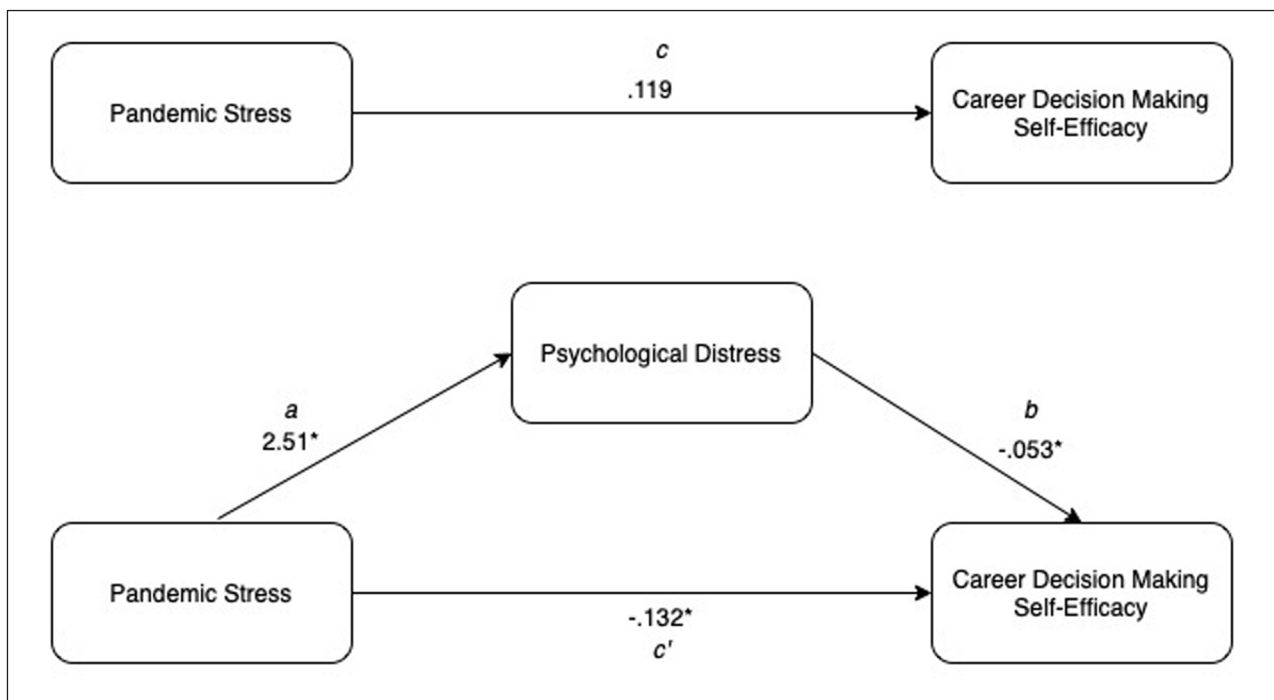 c
.119
Pandemic Stress
Career Decision Making
Self-Efficacy
Psychological Distress
a
2.51*
b
-.053*
Pandemic Stress
Career Decision Making
Self-Efficacy
-.132*
c'